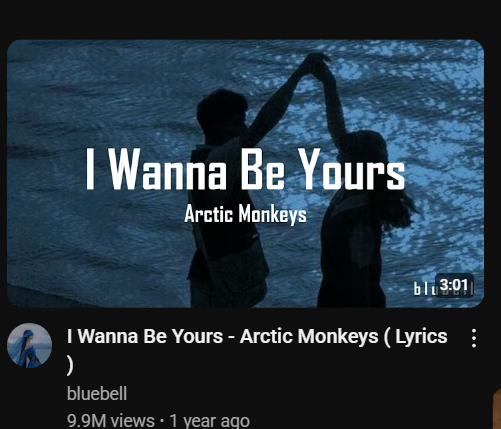 I Wanna Be Yours
Arctic Monkeys
3:01
I Wanna Be Yours - Arctic Monkeys ( Lyrics
)
bluebell
9.9M views · 1 year ago